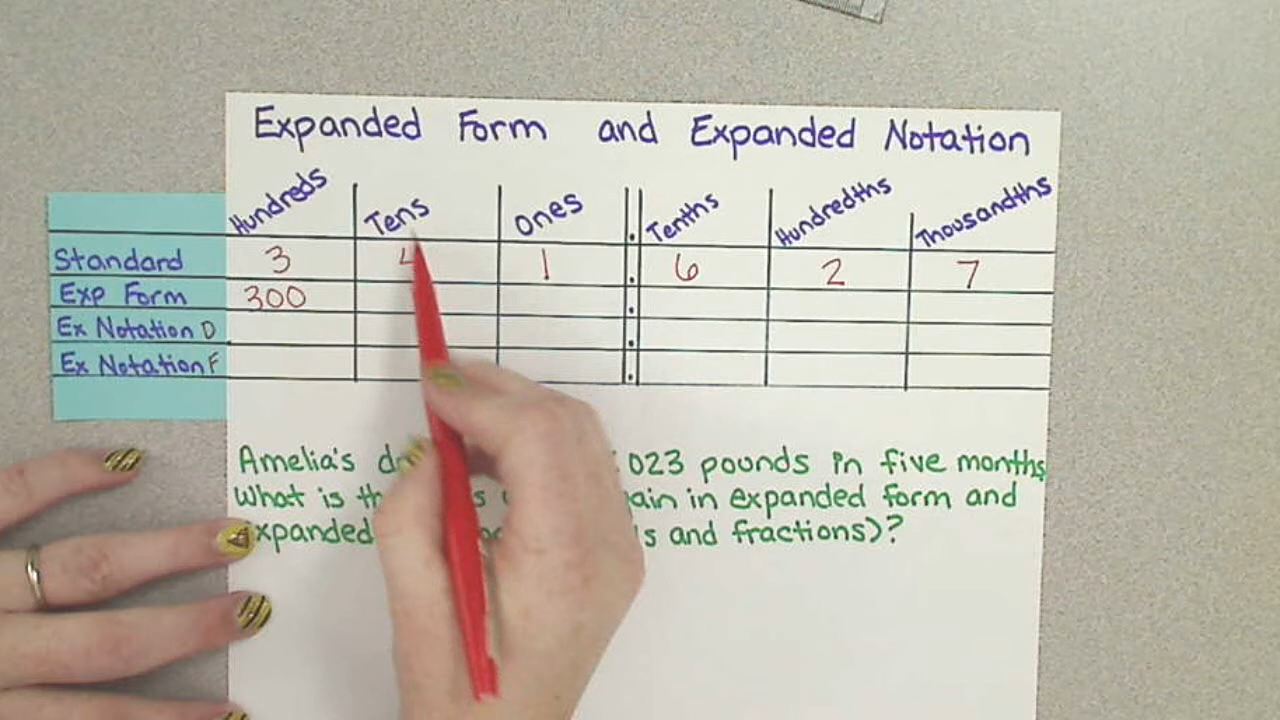 Expanded Form and Expanded Notation
Hundreds Tens Ones . Tenths Hundredths Thousandths
Standard 3 4 1 . 6 2 7
Exp Form 300 .
Ex Notation D .
Ex Notation F .
Amelia's 023 pounds in five months
What is in expanded form and
and fractions)?